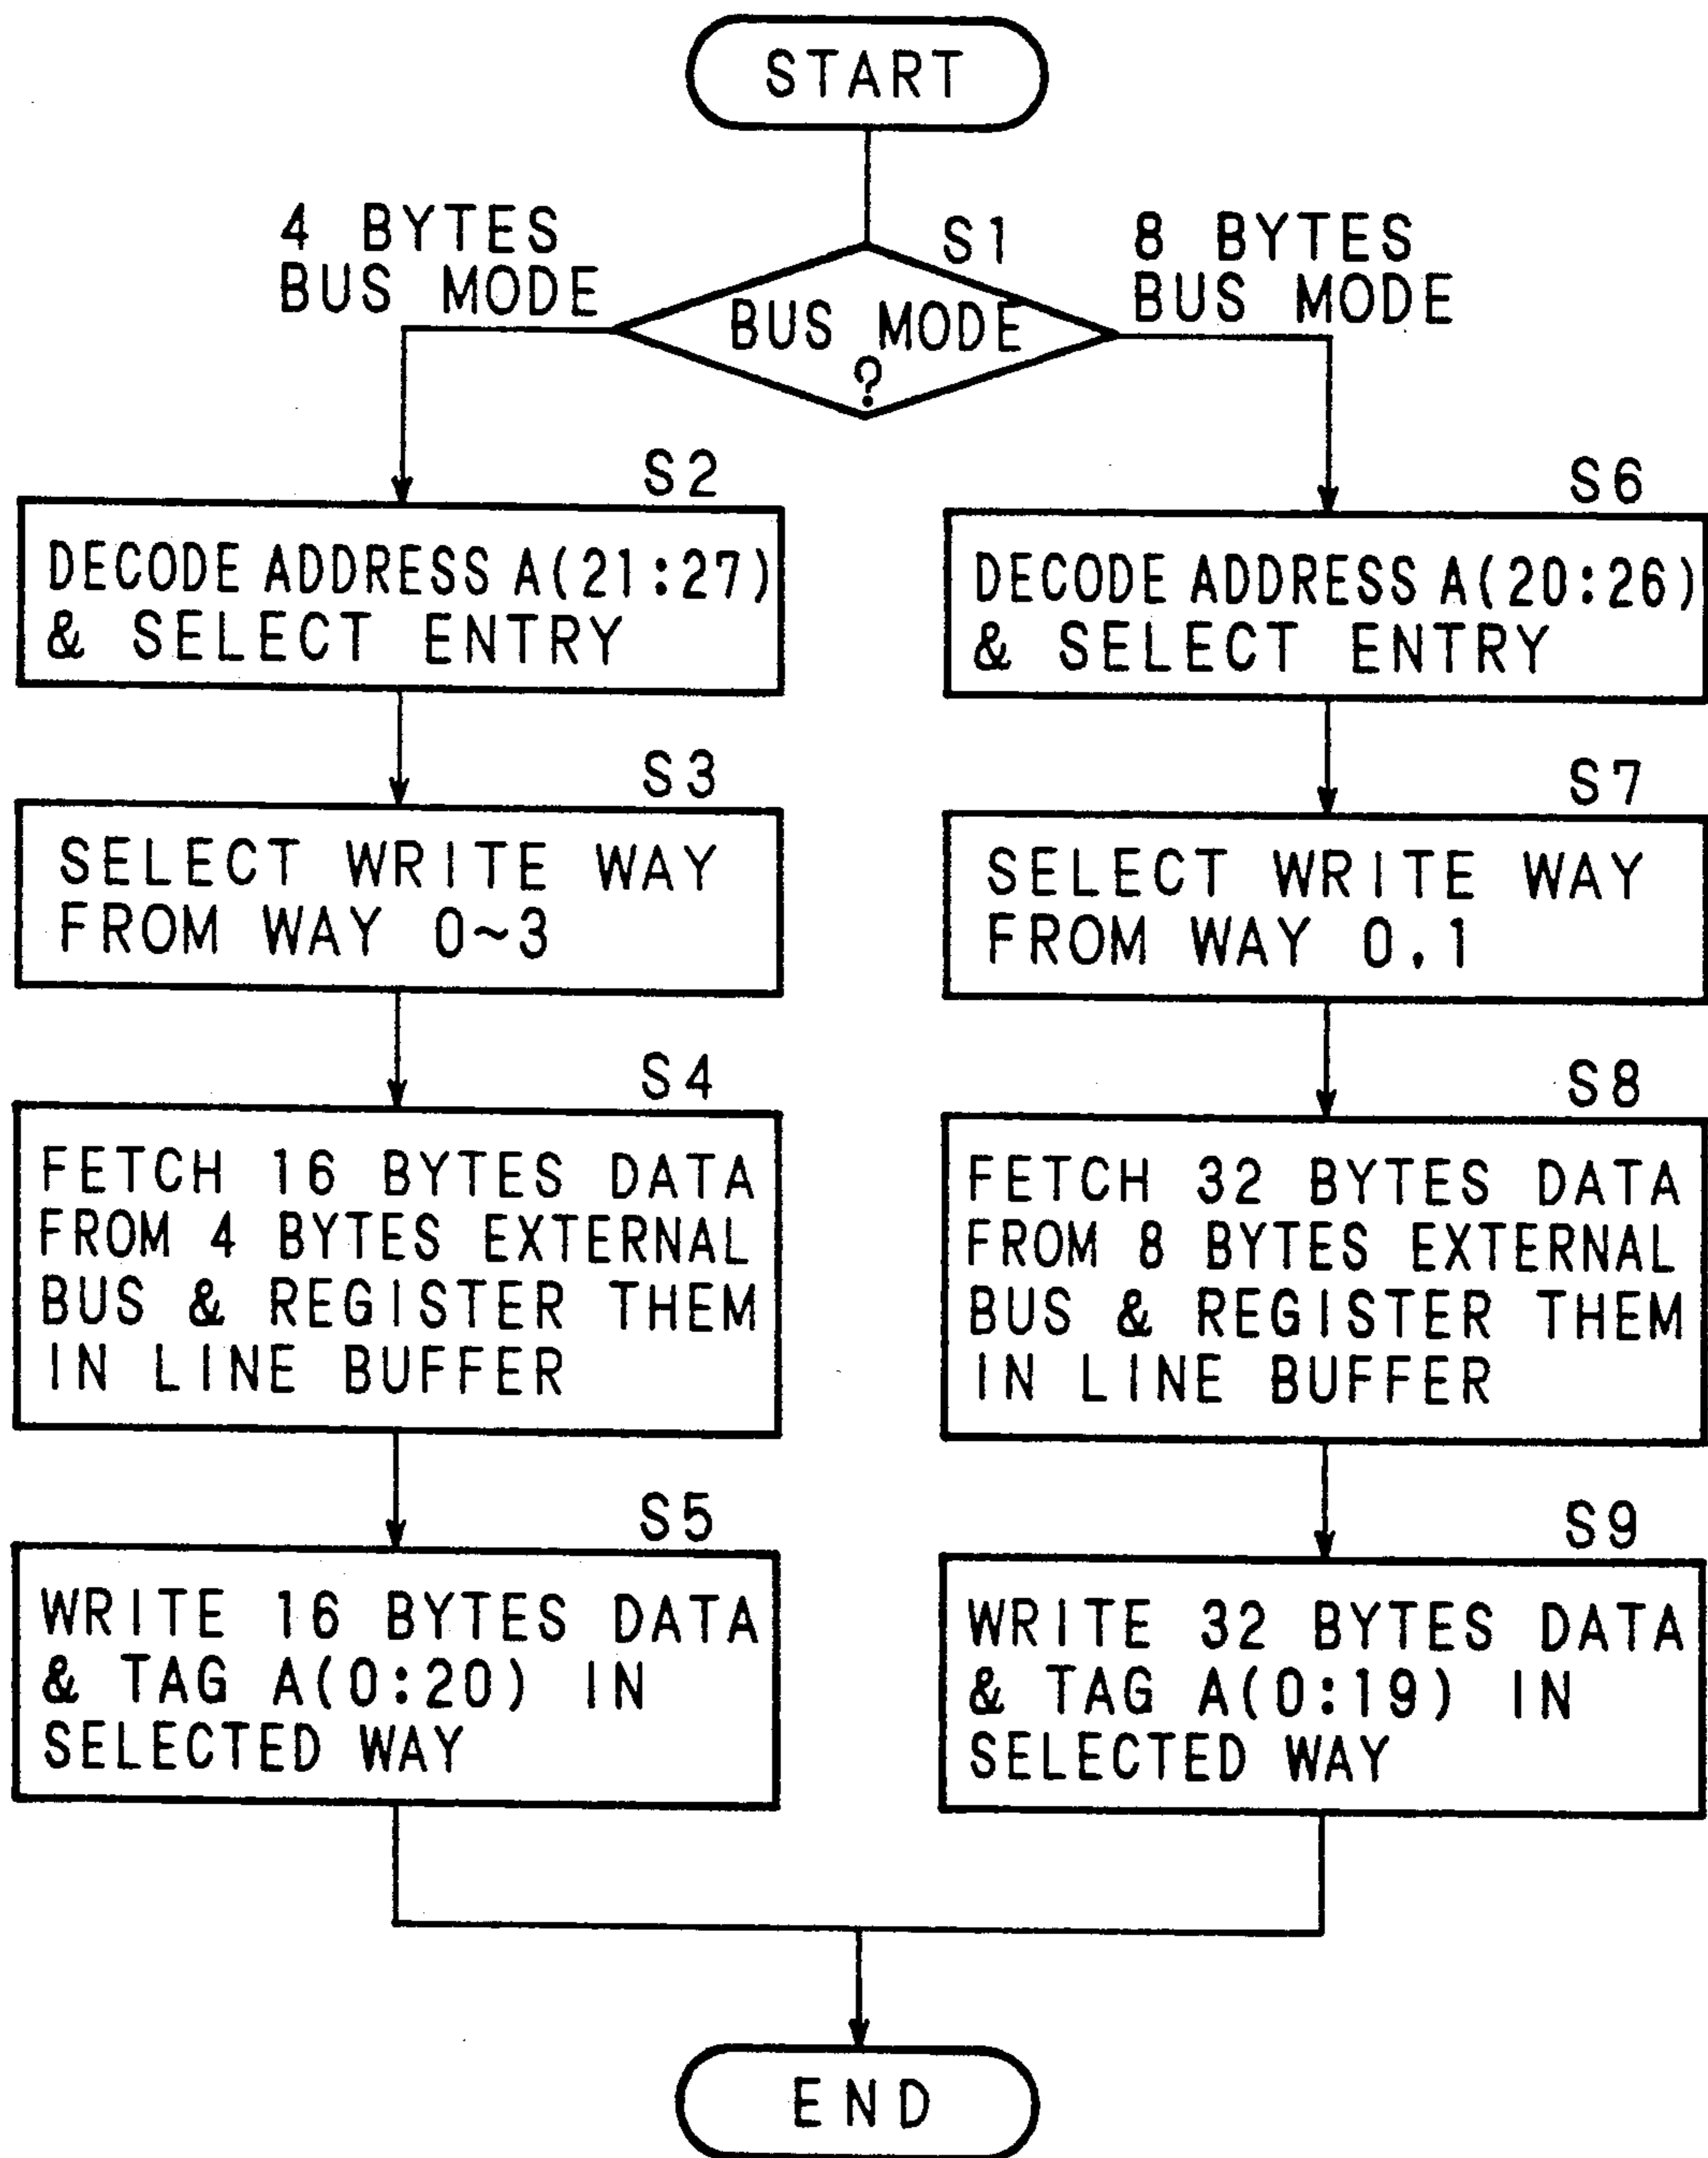 START
4 BYTES
BUS MODE
S1
8 BYTES
BUS MODE
BUS MODE
?
S2
DECODE ADDRESS A(21:27)
& SELECT ENTRY
S3
SELECT WRITE WAY
FROM WAY 0~3
S4
FETCH 16 BYTES DATA
FROM 4 BYTES EXTERNAL
BUS & REGISTER THEM
IN LINE BUFFER
S5
WRITE 16 BYTES DATA
& TAG A(0:20) IN
SELECTED WAY
S6
DECODE ADDRESS A(20:26)
& SELECT ENTRY
S7
SELECT WRITE WAY
FROM WAY 0,1
S8
FETCH 32 BYTES DATA
FROM 8 BYTES EXTERNAL
BUS & REGISTER THEM
IN LINE BUFFER
S9
WRITE 32 BYTES DATA
& TAG A(0:19) IN
SELECTED WAY
END